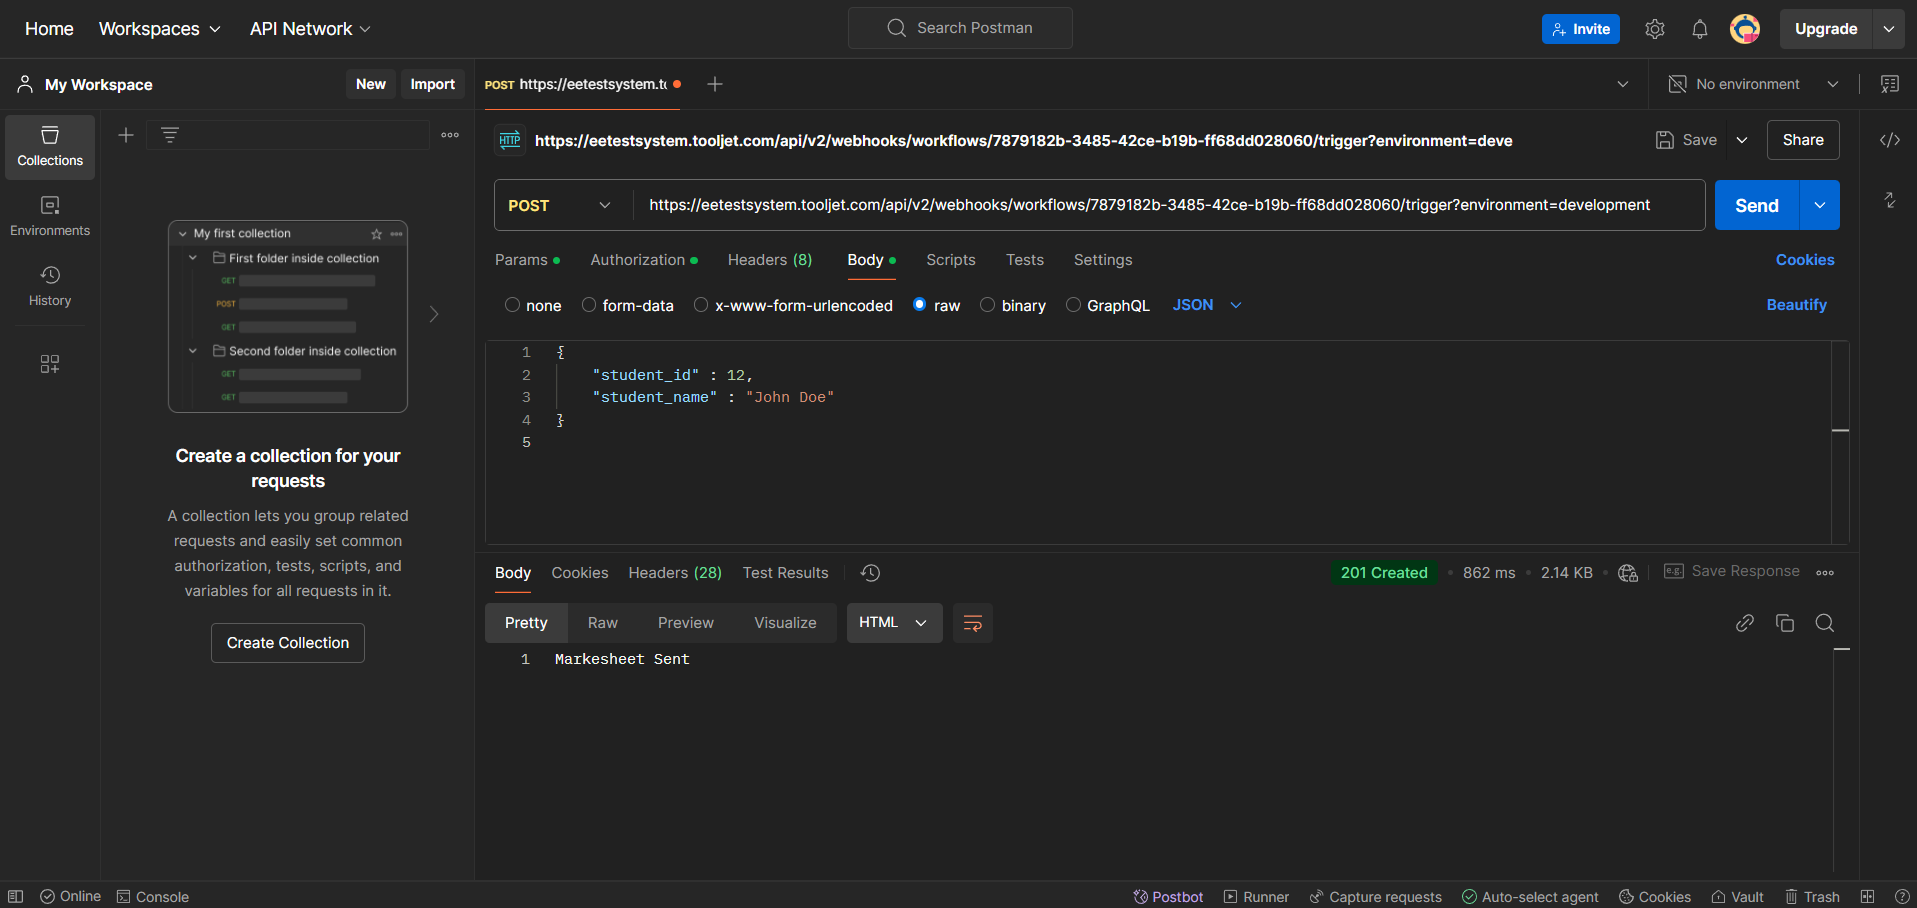 Home Workspaces API Network Search Postman Invite Upgrade
My Workspace New Import POST https://eetestsystem.to No environment
HTTP https://eetestsystem.tooljet.com/api/v2/webhooks/workflows/7879182b-3485-42ce-b19b-ff68dd028060/trigger?environment=deve Save Share
Collections
Environments
History
My first collection
First folder inside collection
GET
POST
GET
Second folder inside collection
GET
GET
Create a collection for your
requests
A collection lets you group related
requests and easily set common
authorization, tests, scripts, and
variables for all requests in it.
Create Collection
POST https://eetestsystem.tooljet.com/api/v2/webhooks/workflows/7879182b-3485-42ce-b19b-ff68dd028060/trigger?environment=development Send
Params Authorization Headers (8) Body Scripts Tests Settings Cookies
none form-data x-www-form-urlencoded raw binary GraphQL JSON Beautify
1 {
2 "student_id" : 12,
3 "student_name" : "John Doe"
4 }
5
Body Cookies Headers (28) Test Results 201 Created 862 ms 2.14 KB e.g. Save Response
Pretty Raw Preview Visualize HTML
1 Markesheet Sent
Online Console Postbot Runner Capture requests Auto-select agent Cookies Vault Trash